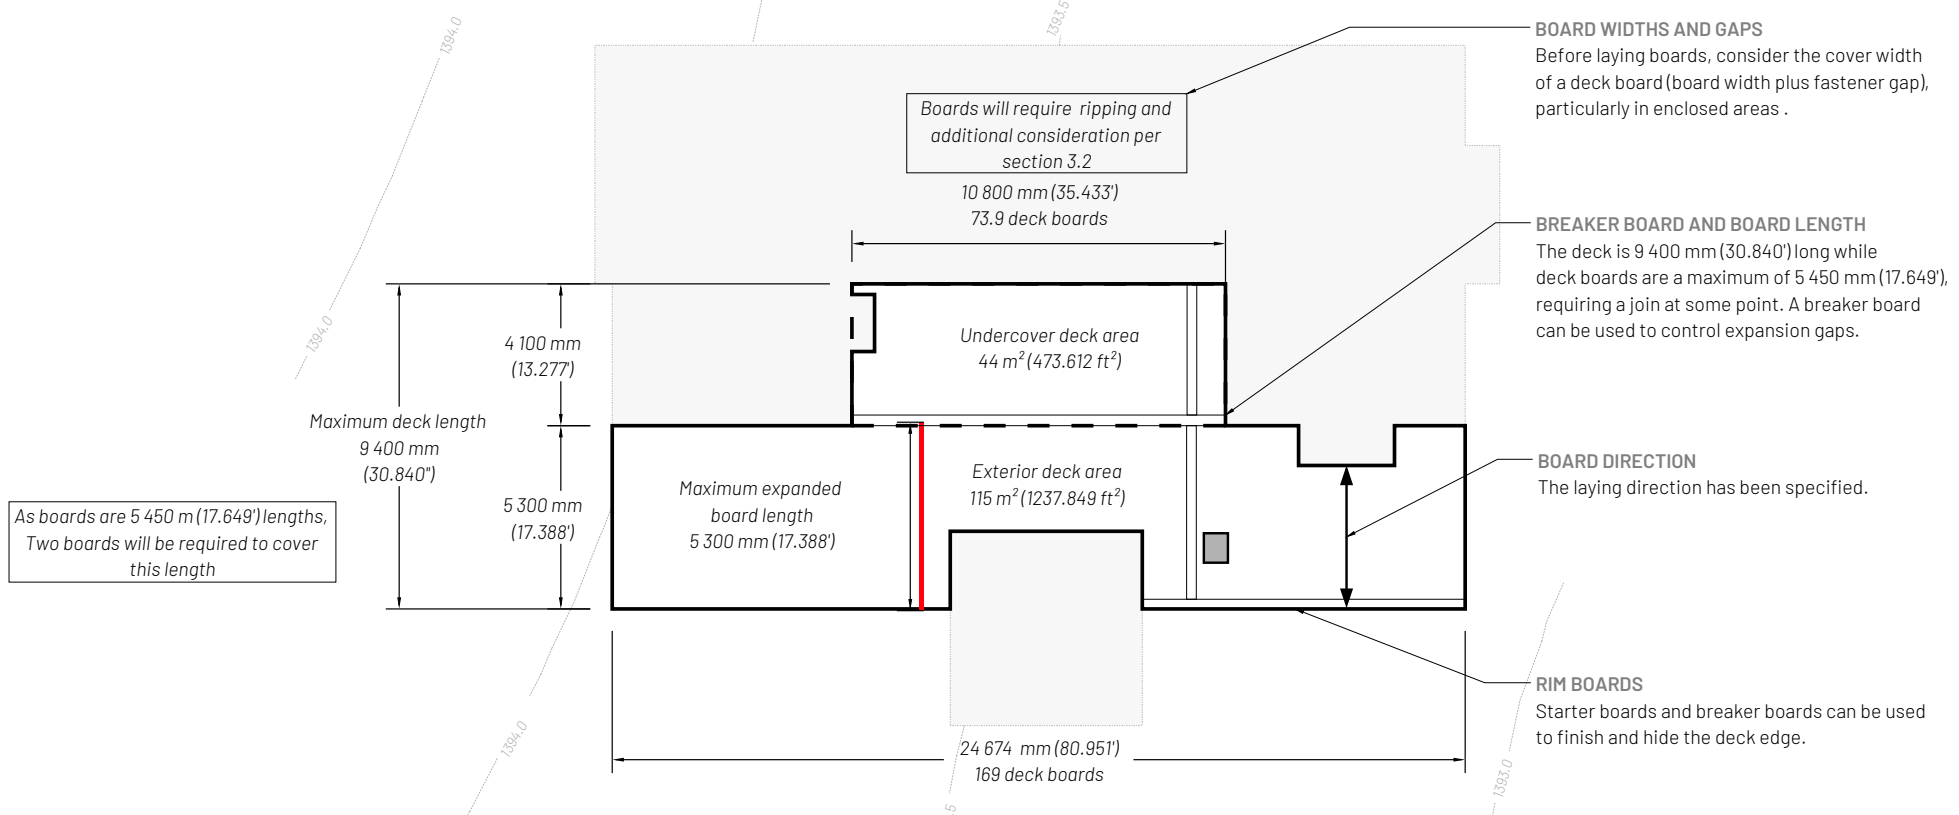 1394.0
1393.5
BOARD WIDTHS AND GAPS
Before laying boards, consider the cover width
of a deck board (board width plus fastener gap),
particularly in enclosed areas .
Boards will require ripping and
additional consideration per
section 3.2
10 800 mm (35.433')
73.9 deck boards
BREAKER BOARD AND BOARD LENGTH
The deck is 9 400 mm (30.840') long while
deck boards are a maximum of 5 450 mm (17.649'),
requiring a join at some point. A breaker board
can be used to control expansion gaps.
1394.0
4 100 mm
(13.277')
Undercover deck area
44 m² (473.612 ft²)
Maximum deck length
9 400 mm
(30.840")
BOARD DIRECTION
The laying direction has been specified.
Maximum expanded
board length
5 300 mm (17.388')
Exterior deck area
115 m² (1237.849 ft²)
5 300 mm
(17.388')
As boards are 5 450 m (17.649') lengths,
Two boards will be required to cover
this length
RIM BOARDS
Starter boards and breaker boards can be used
to finish and hide the deck edge.
1394.0
24 674 mm (80.951')
169 deck boards
1393.0
5